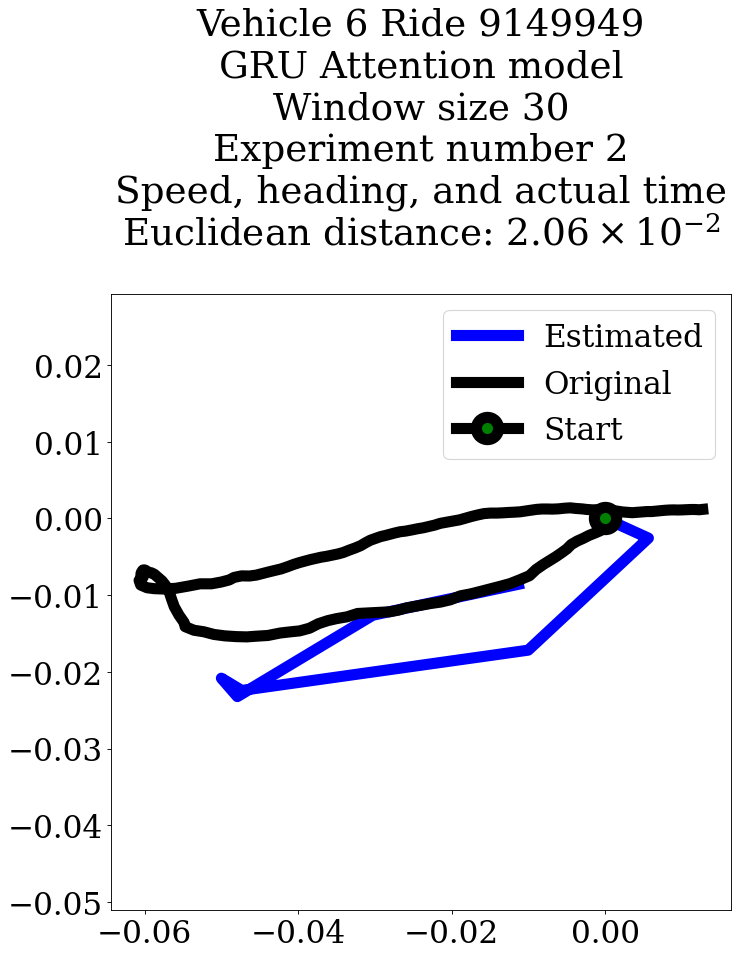 Vehicle 6 Ride 9149949
GRU Attention model
Window size 30
Experiment number 2
Speed, heading, and actual time
Euclidean distance: 2.06 × 10⁻²
Estimated
Original
Start
0.02
0.01
0.00
−0.01
−0.02
−0.03
−0.04
−0.05
−0.06 −0.04 −0.02 0.00